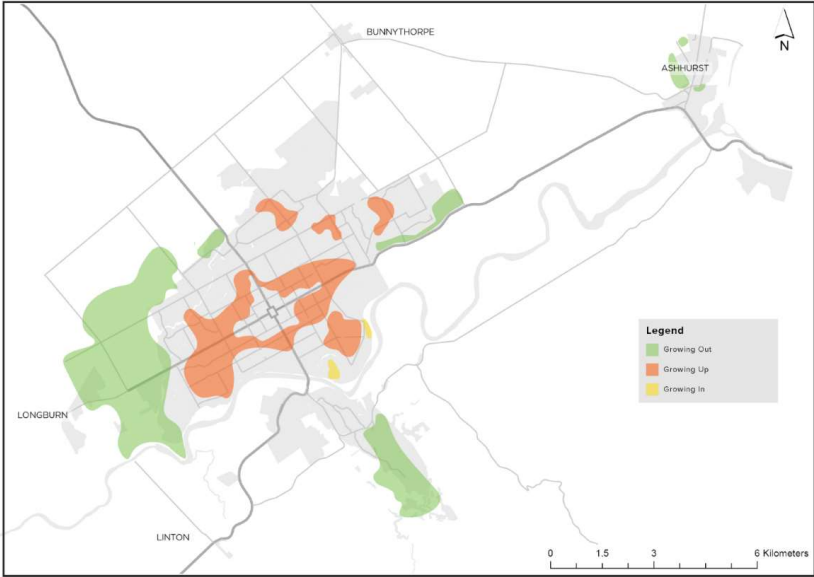 BUNNYTHORPE
ASHHURST
N
Legend
Growing Out
Growing Up
Growing In
LONGBURN
LINTON
0 1.5 3 6 Kilometers